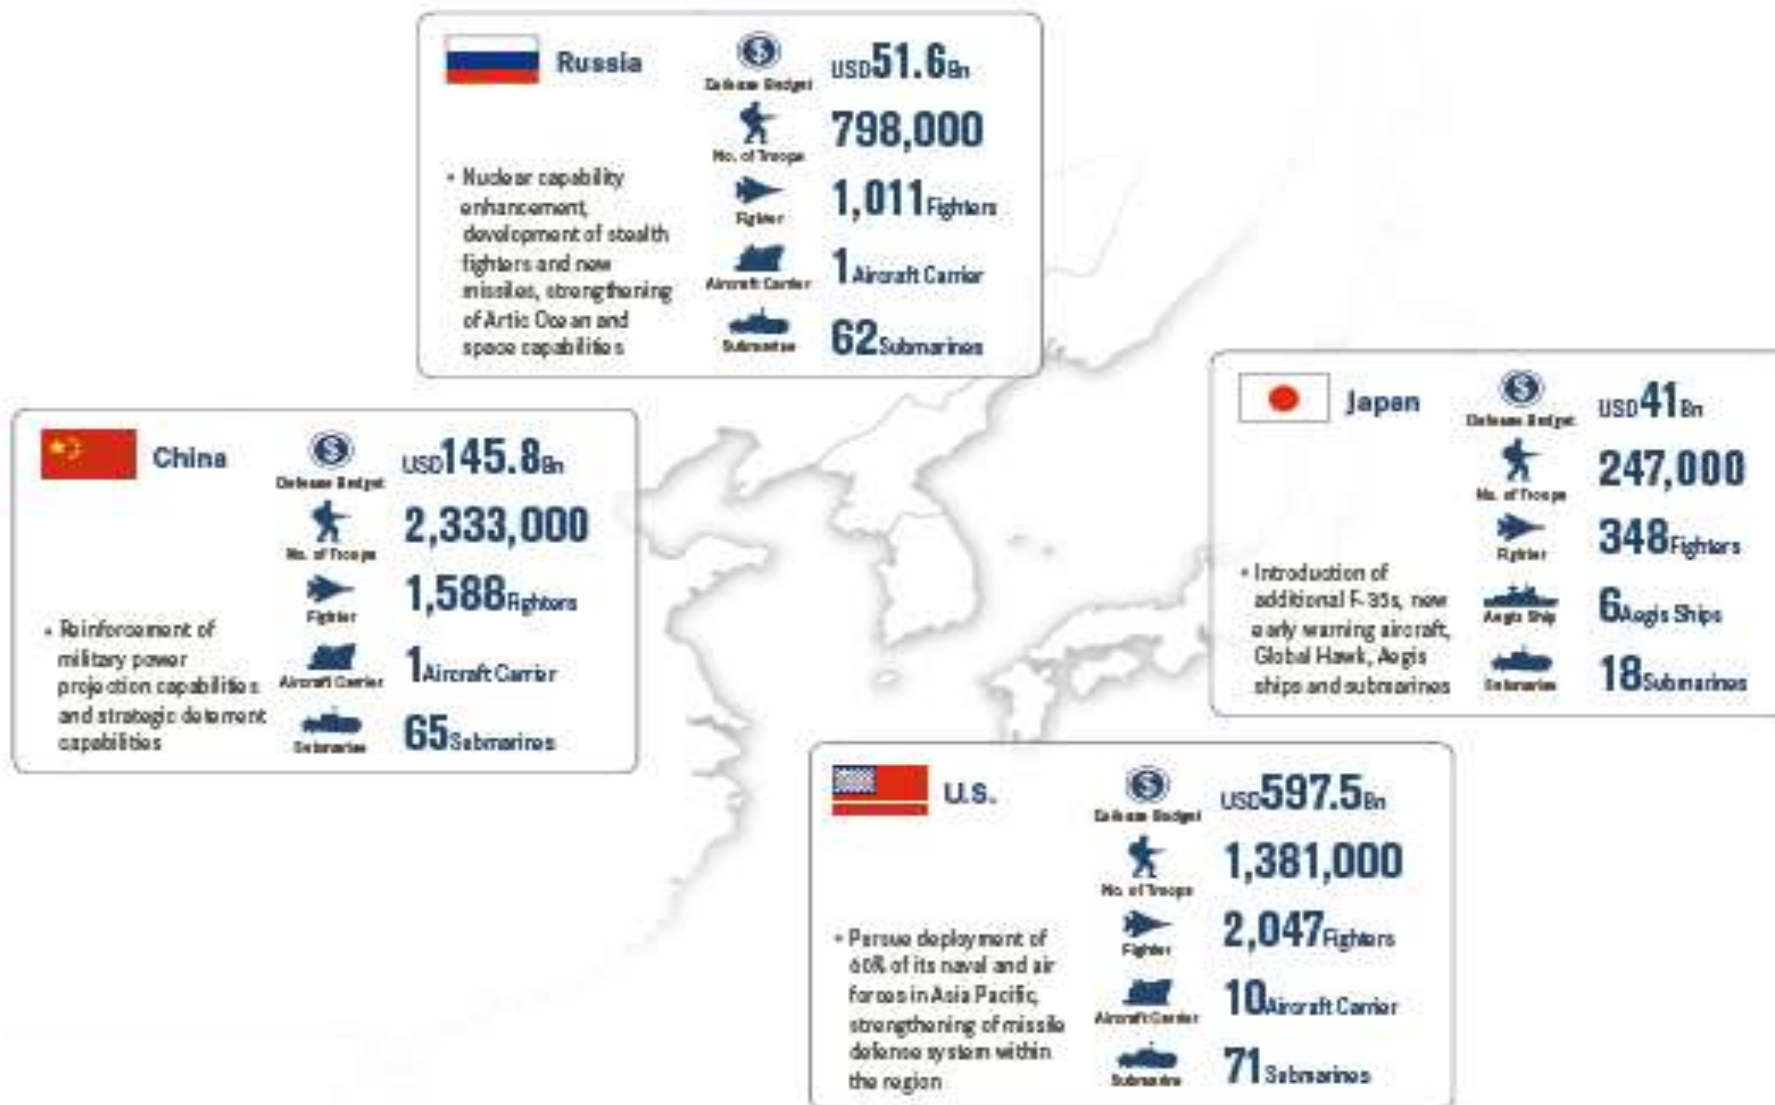 Russia
Defense Budget
USD51.6Bn
No. of Troops
798,000
Fighter
1,011Fighters
Aircraft Carrier
1Aircraft Carrier
Submarine
62Submarines
• Nuclear capability
enhancement,
development of stealth
fighters and new
missiles, strengthening
of Artic Ocean and
space capabilities
China
Defense Budget
USD145.8Bn
No. of Troops
2,333,000
Fighter
1,588Fighters
Aircraft Carrier
1Aircraft Carrier
Submarine
65Submarines
• Reinforcement of
military power
projection capabilities
and strategic deterrent
capabilities
Japan
Defense Budget
USD41Bn
No. of Troops
247,000
Fighter
348Fighters
Aegis Ship
6Aegis Ships
Submarine
18Submarines
• Introduction of
additional F-35s, new
early warning aircraft,
Global Hawk, Aegis
ships and submarines
U.S.
Defense Budget
USD597.5Bn
No. of Troops
1,381,000
Fighter
2,047Fighters
Aircraft Carrier
10Aircraft Carrier
Submarine
71Submarines
• Persue deployment of
60% of its naval and air
forces in Asia Pacific,
strengthening of missile
defense system within
the region